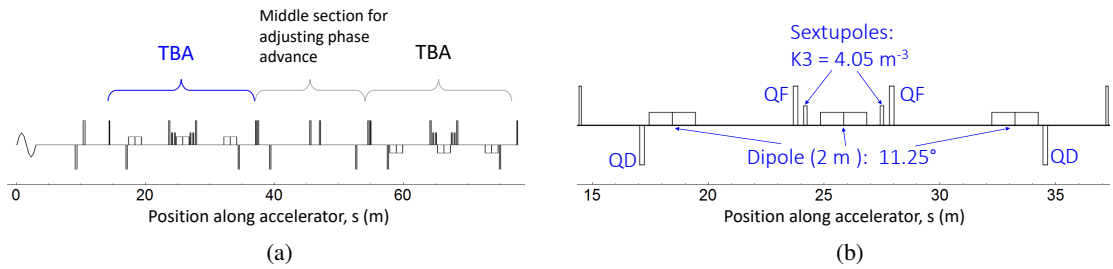 TBA
Middle section for
adjusting phase
advance
TBA
0
20
40
60
Position along accelerator, s (m)
(a)
Sextupoles:
K3 = 4.05 m⁻³
QF
QF
QD
Dipole (2 m ): 11.25°
QD
15
20
25
30
35
Position along accelerator, s (m)
(b)